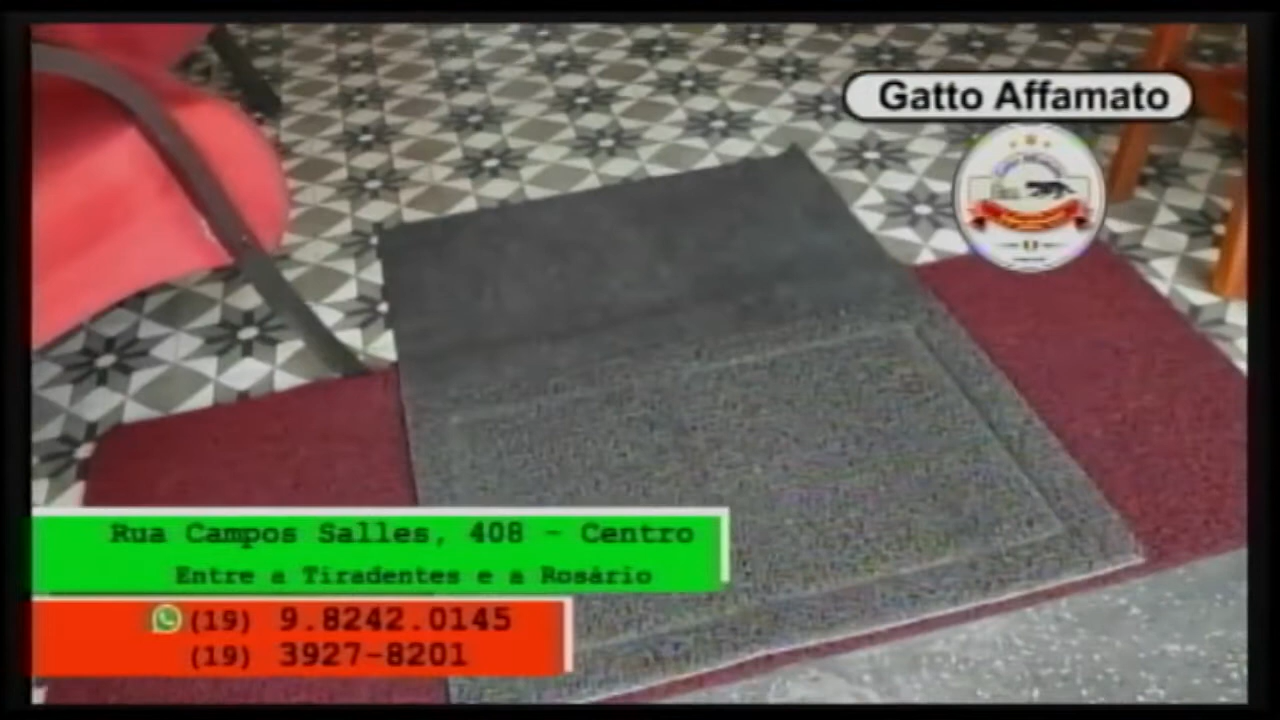 Gatto Affamato
Rua Campos Salles, 408 - Centro
Entre a Tiradentes e a Rosário
(19) 9.8242.0145
(19) 3927-8201